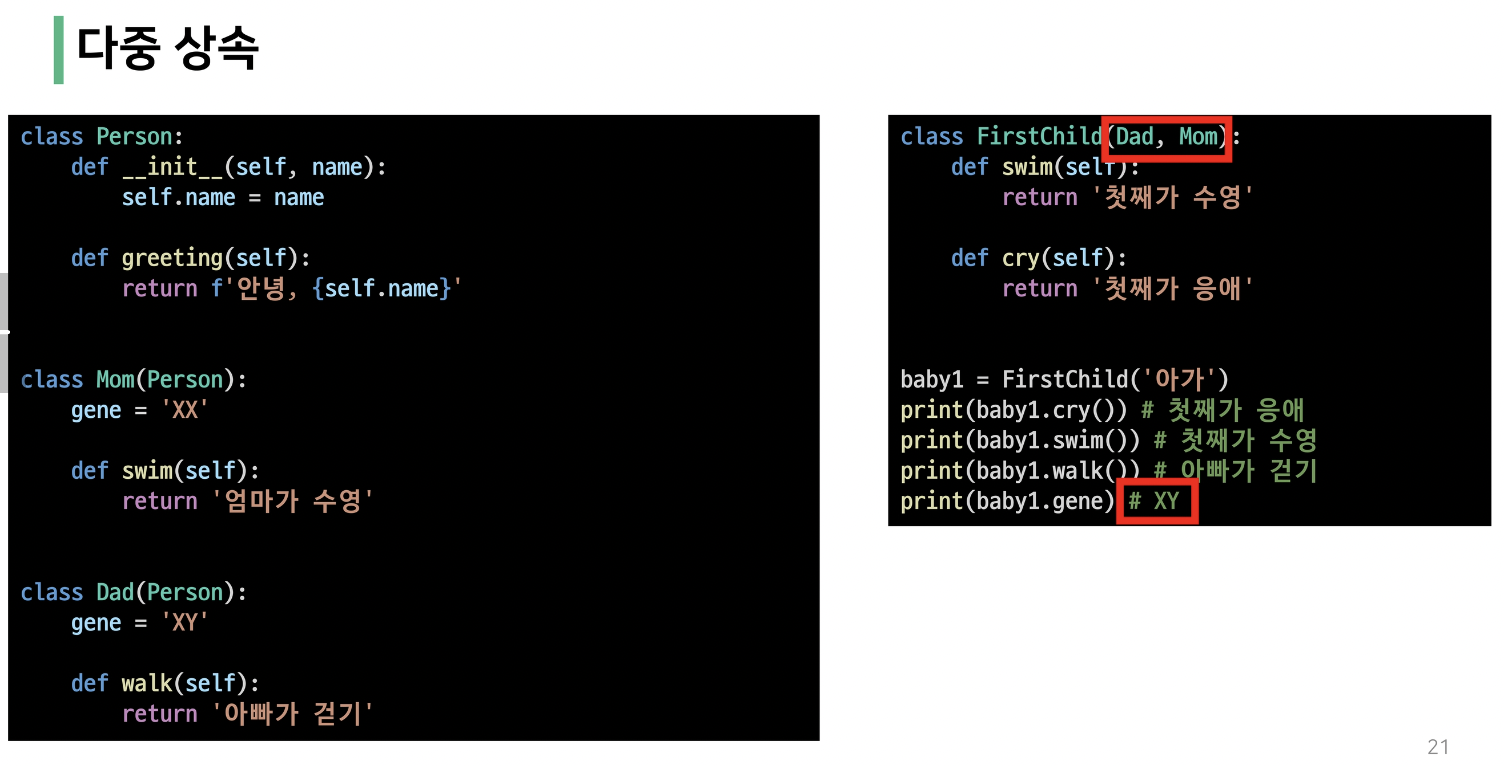 다중 상속
class Person:
    def __init__(self, name):
        self.name = name
    def greeting(self):
        return f'안녕, {self.name}'
class Mom(Person):
    gene = 'XX'
    def swim(self):
        return '엄마가 수영'
class Dad(Person):
    gene = 'XY'
    def walk(self):
        return '아빠가 걷기'
class FirstChild(Dad, Mom):
    def swim(self):
        return '첫째가 수영'
    def cry(self):
        return '첫째가 응애'
baby1 = FirstChild('아가')
print(baby1.cry()) # 첫째가 응애
print(baby1.swim()) # 첫째가 수영
print(baby1.walk()) # 아빠가 걷기
print(baby1.gene) # XY
21